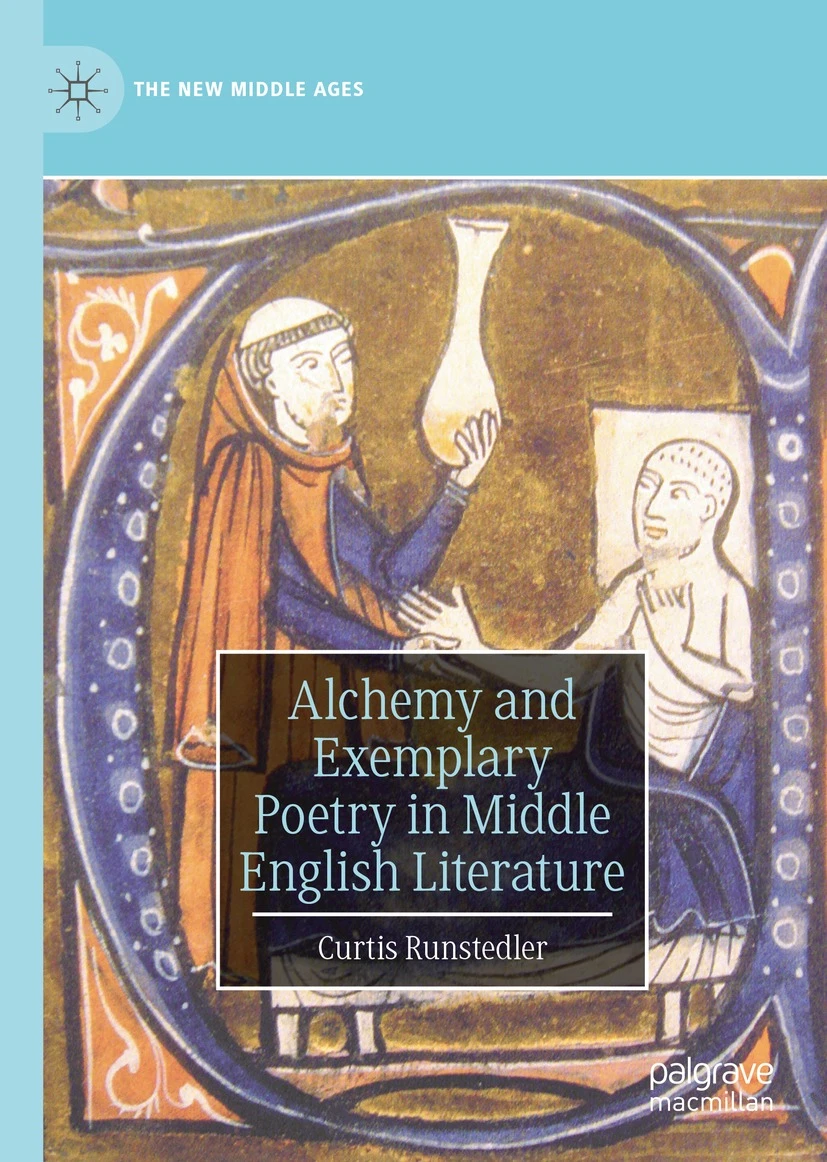 THE NEW MIDDLE AGES
Alchemy and
Exemplary
Poetry in Middle
English Literature
Curtis Runstedler
palgrave
macmillan